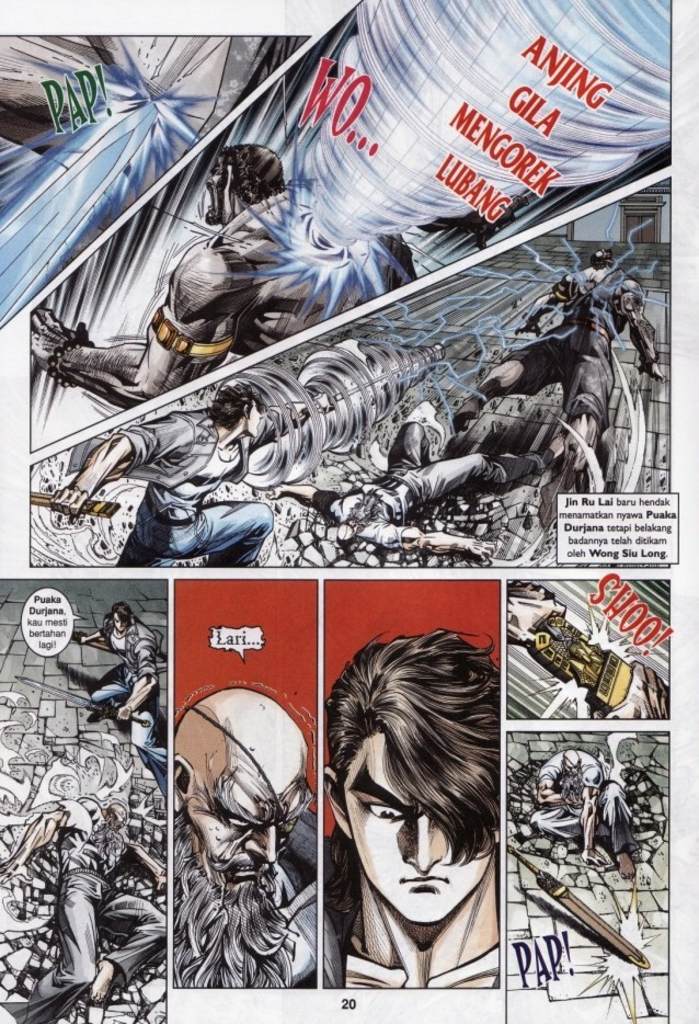 PAP!
WO...
ANJING
GILA
MENGOREK
LUBANG
Jin Ru Lai baru hendak
menamatkan nyawa Puaka
Durjana tetapi belakang
badannya telah ditikam
oleh Wong Siu Long.
Puaka
Durjana,
kau mesti
bertahan
lagi!
Lari...
SHOO!
PAP!
20